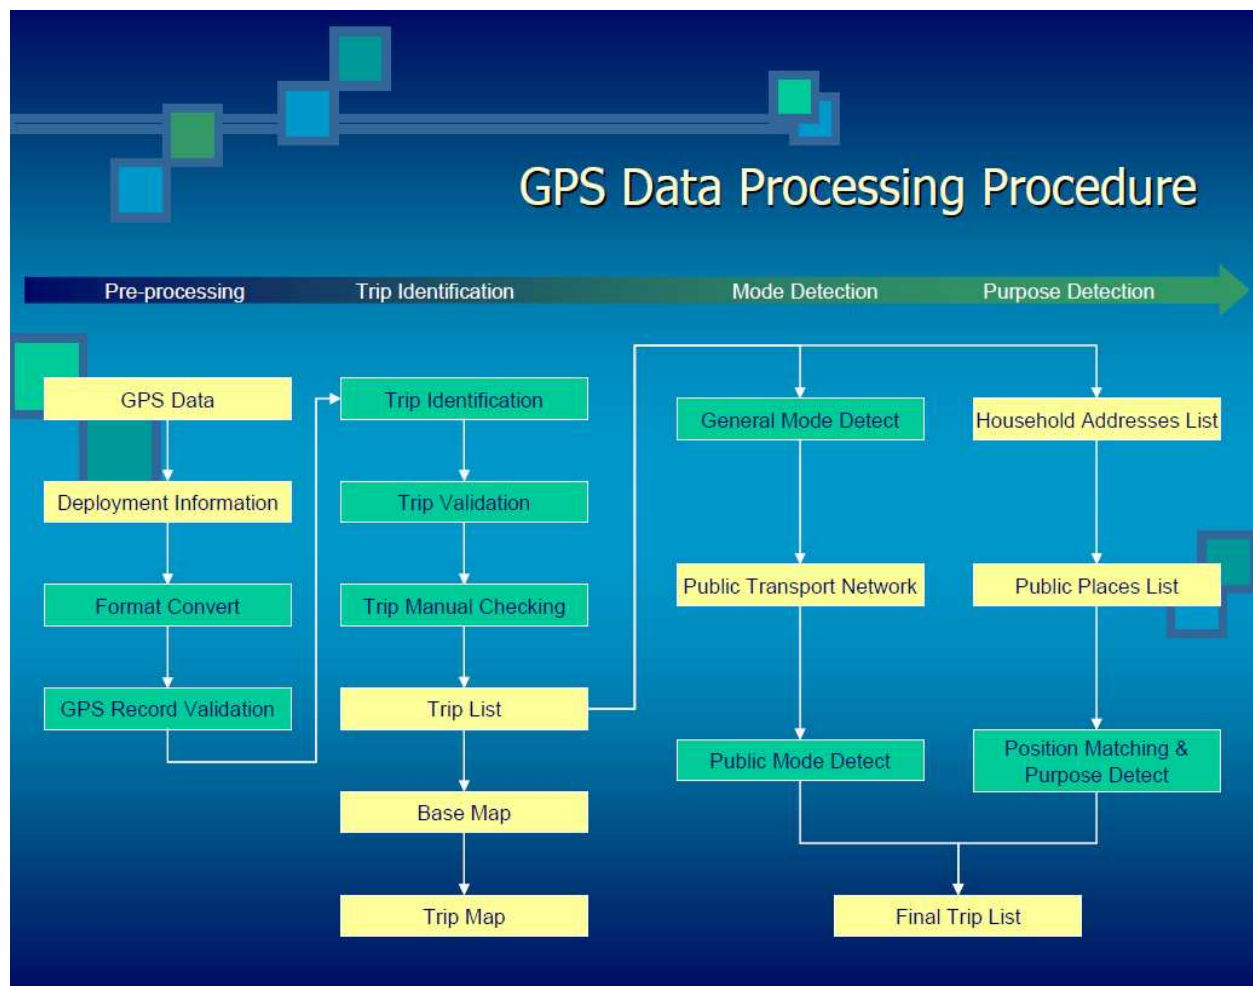 GPS Data Processing Procedure
Pre-processing
Trip Identification
Mode Detection
Purpose Detection
GPS Data
Deployment Information
Format Convert
GPS Record Validation
Trip Identification
Trip Validation
Trip Manual Checking
Trip List
Base Map
Trip Map
General Mode Detect
Public Transport Network
Public Mode Detect
Household Addresses List
Public Places List
Position Matching &
Purpose Detect
Final Trip List